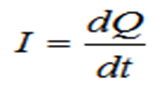 I = dQ/dt